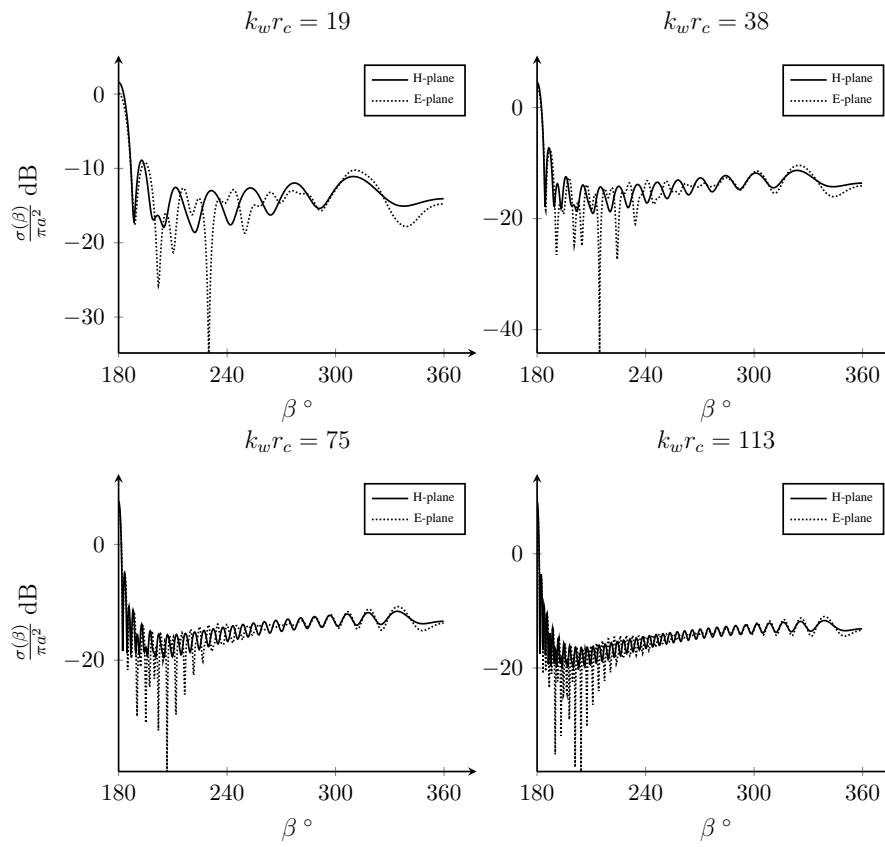 k_w r_c = 19
0
−10
−20
−30
180 240 300 360
β °
σ(β)/πa² dB
H-plane
E-plane
k_w r_c = 38
0
−20
−40
180 240 300 360
β °
H-plane
E-plane
k_w r_c = 75
0
−20
180 240 300 360
β °
σ(β)/πa² dB
H-plane
E-plane
k_w r_c = 113
0
−20
180 240 300 360
β °
H-plane
E-plane